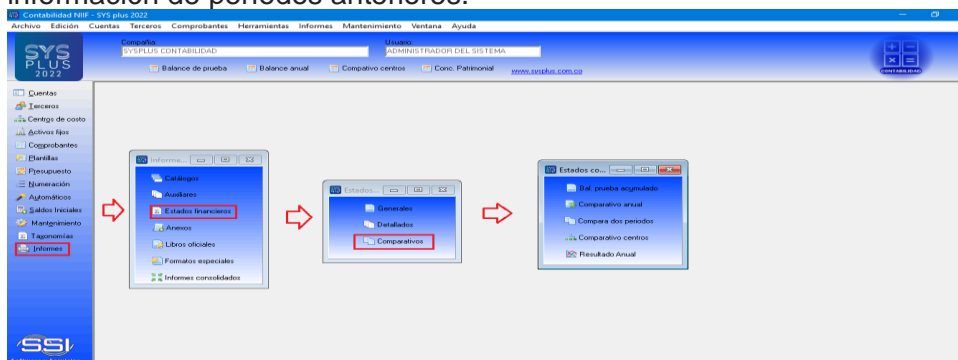 información de periodos anteriores.
Contabilidad NIIF - SYS plus 2022
Archivo Edición Cuentas Terceros Comprobantes Herramientas Informes Mantenimiento Ventana Ayuda
SYS
PLUS
2022
Compañía:
SYSPLUS CONTABILIDAD
Usuario:
ADMINISTRADOR DEL SISTEMA
Balance de prueba Balance anual Compativo centros Conc. Patrimonial www.sysplus.com.co
CONTABILIDAD
Cuentas
Terceros
Centros de costo
Activos fijos
Comprobantes
Plantillas
Presupuesto
Numeración
Automáticos
Saldos Iniciales
Mantenimiento
Taxonomías
Informes
Informe...
Catálogos
Auxiliares
Estados financieros
Anexos
Libros oficiales
Formatos especiales
Informes consolidados
Estados...
Generales
Detallados
Comparativos
Estados co...
Bal. prueba acumulado
Comparativo anual
Compara dos periodos
Comparativo centros
Resultado Anual
SSI